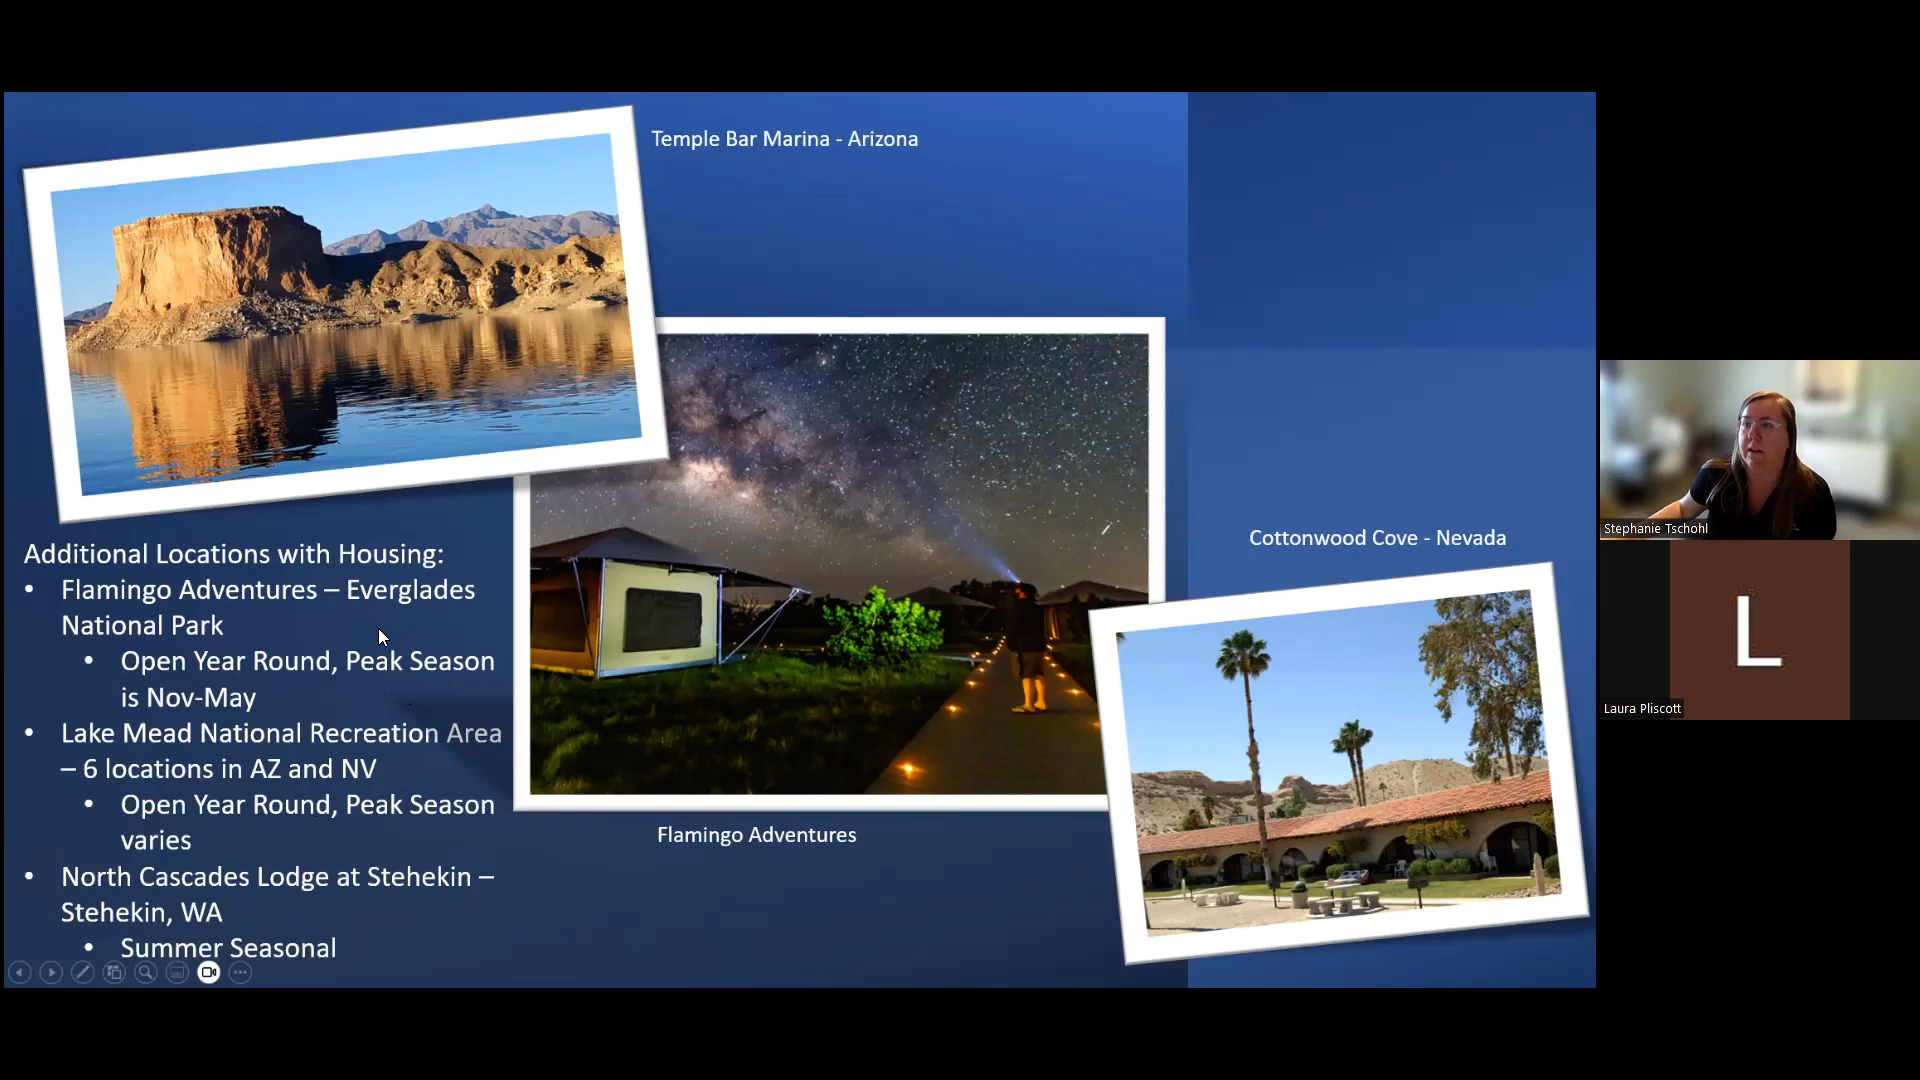 Temple Bar Marina - Arizona
Additional Locations with Housing:
• Flamingo Adventures – Everglades
National Park
• Open Year Round, Peak Season
is Nov-May
• Lake Mead National Recreation Area
– 6 locations in AZ and NV
• Open Year Round, Peak Season
varies
• North Cascades Lodge at Stehekin –
Stehekin, WA
• Summer Seasonal
Flamingo Adventures
Cottonwood Cove - Nevada
Stephanie Tschohl
L
Laura Pliscott